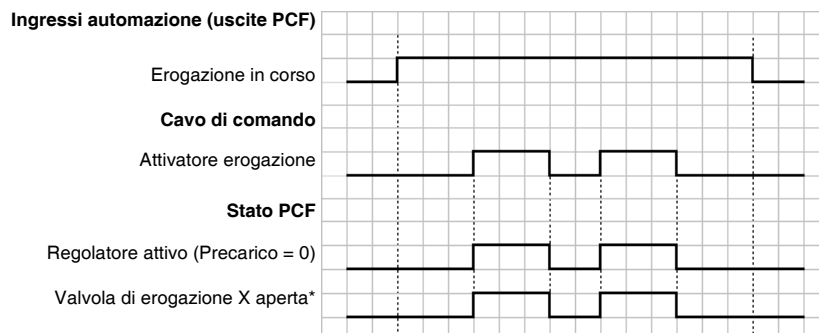 Ingressi automazione (uscite PCF)
Erogazione in corso
Cavo di comando
Attivatore erogazione
Stato PCF
Regolatore attivo (Precarico = 0)
Valvola di erogazione X aperta*